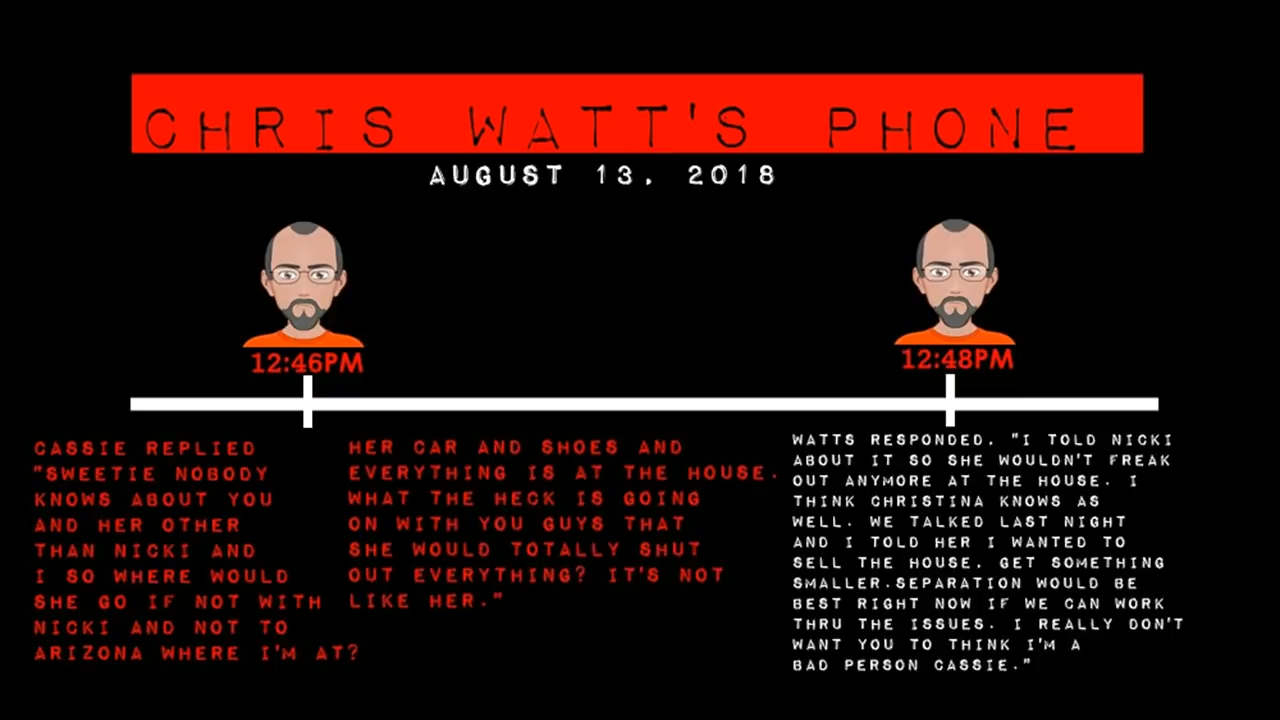 CHRIS WATT'S PHONE
AUGUST 13, 2018
12:46PM
CASSIE REPLIED
"SWEETIE NOBODY
KNOWS ABOUT YOU
AND HER OTHER
THAN NICKI AND
I SO WHERE WOULD
SHE GO IF NOT WITH
NICKI AND NOT TO
ARIZONA WHERE I'M AT?
HER CAR AND SHOES AND
EVERYTHING IS AT THE HOUSE.
WHAT THE HECK IS GOING
ON WITH YOU GUYS THAT
SHE WOULD TOTALLY SHUT
OUT EVERYTHING? IT'S NOT
LIKE HER."
12:48PM
WATTS RESPONDED, "I TOLD NICKI
ABOUT IT SO SHE WOULDN'T FREAK
OUT ANYMORE AT THE HOUSE. I
THINK CHRISTINA KNOWS AS
WELL. WE TALKED LAST NIGHT
AND I TOLD HER I WANTED TO
SELL THE HOUSE, GET SOMETHING
SMALLER.SEPARATION WOULD BE
BEST RIGHT NOW IF WE CAN WORK
THRU THE ISSUES. I REALLY DON'T
WANT YOU TO THINK I'M A
BAD PERSON CASSIE."